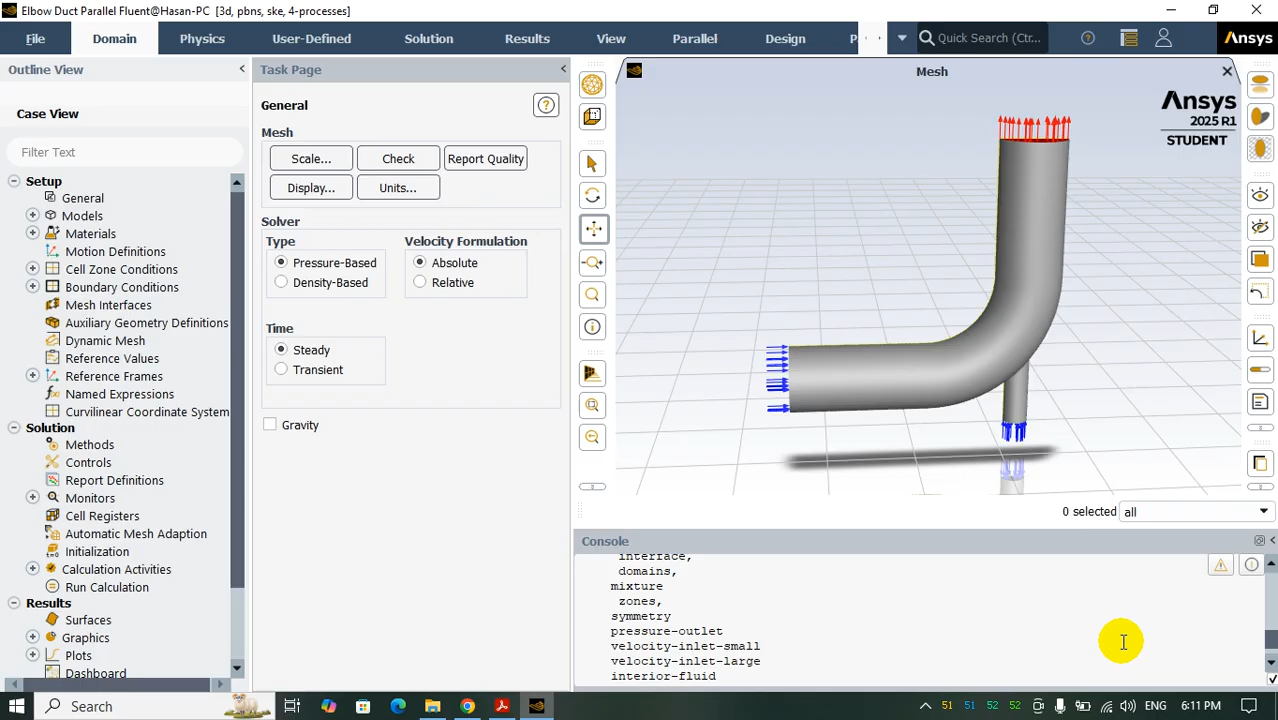 Elbow Duct Parallel Fluent@Hasan-PC [3d, pbns, ske, 4-processes]
File Domain Physics User-Defined Solution Results View Parallel Design P Quick Search (Ctr... Ansys
Outline View
Case View
Filter Text
Setup
General
Models
Materials
Motion Definitions
Cell Zone Conditions
Boundary Conditions
Mesh Interfaces
Auxiliary Geometry Definitions
Dynamic Mesh
Reference Values
Reference Frames
Named Expressions
Curvilinear Coordinate System
Solution
Methods
Controls
Report Definitions
Monitors
Cell Registers
Automatic Mesh Adaption
Initialization
Calculation Activities
Run Calculation
Results
Surfaces
Graphics
Plots
Dashboard
Task Page
General
Mesh
Scale... Check Report Quality
Display... Units...
Solver
Type
Pressure-Based
Density-Based
Velocity Formulation
Absolute
Relative
Time
Steady
Transient
Gravity
Mesh
Ansys
2025 R1
STUDENT
0 selected all
Console
interface,
domains,
mixture
zones,
symmetry
pressure-outlet
velocity-inlet-small
velocity-inlet-large
interior-fluid
Search 51 51 52 52 ENG 6:11 PM